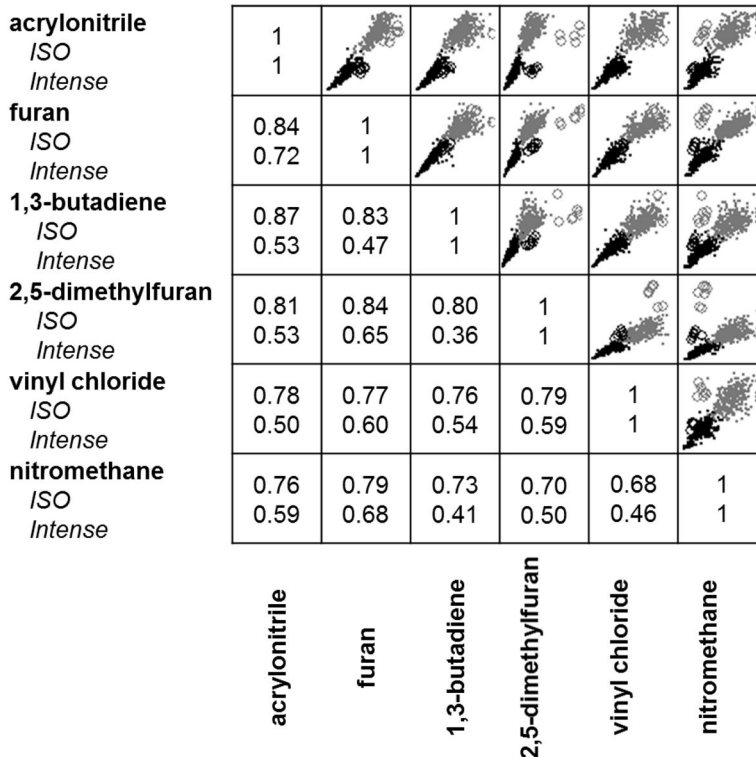 acrylonitrile
ISO 1
Intense 1
furan
ISO 0.84 1
Intense 0.72 1
1,3-butadiene
ISO 0.87 0.83 1
Intense 0.53 0.47 1
2,5-dimethylfuran
ISO 0.81 0.84 0.80 1
Intense 0.53 0.65 0.36 1
vinyl chloride
ISO 0.78 0.77 0.76 0.79 1
Intense 0.50 0.60 0.54 0.59 1
nitromethane
ISO 0.76 0.79 0.73 0.70 0.68 1
Intense 0.59 0.68 0.41 0.50 0.46 1
acrylonitrile
furan
1,3-butadiene
2,5-dimethylfuran
vinyl chloride
nitromethane